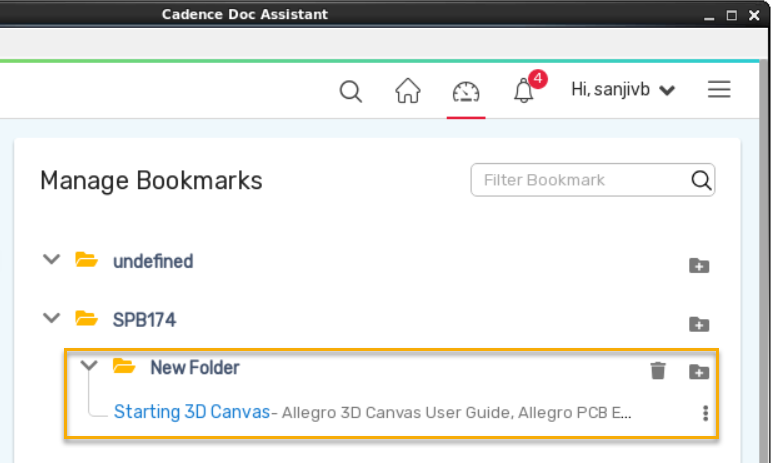 Cadence Doc Assistant
4
Hi, sanjivb
Manage Bookmarks
Filter Bookmark
undefined
SPB174
New Folder
Starting 3D Canvas- Allegro 3D Canvas User Guide, Allegro PCB E...